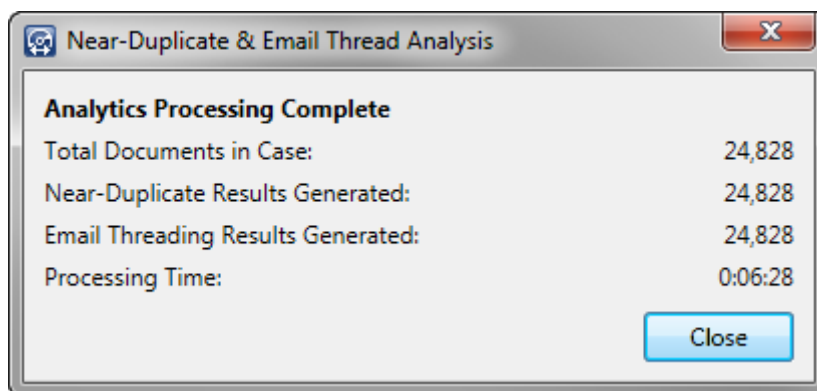 Near-Duplicate & Email Thread Analysis
Analytics Processing Complete
Total Documents in Case: 24,828
Near-Duplicate Results Generated: 24,828
Email Threading Results Generated: 24,828
Processing Time: 0:06:28
Close